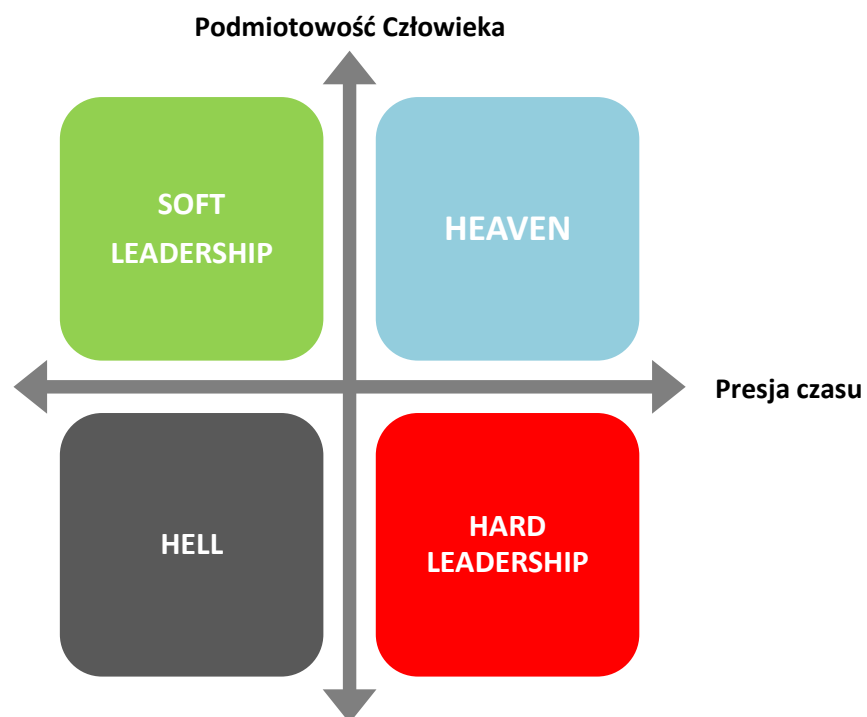 Podmiotowość Człowieka
SOFT
LEADERSHIP
HEAVEN
Presja czasu
HELL
HARD
LEADERSHIP